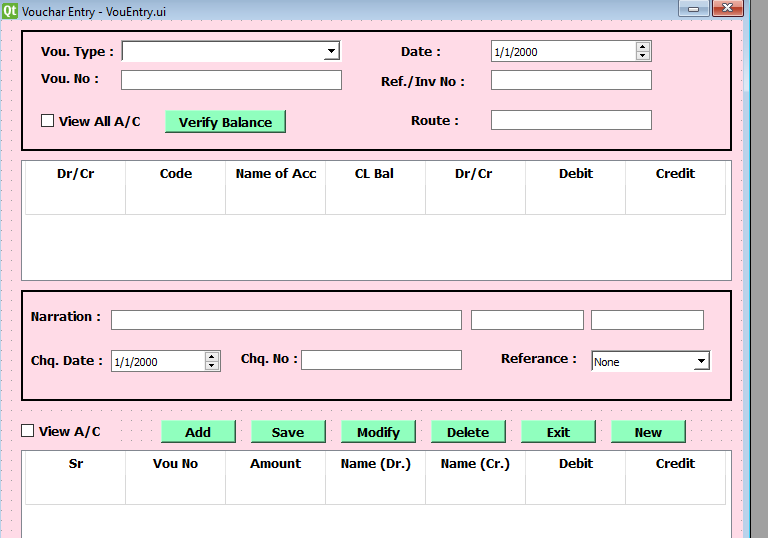 Qt Vouchar Entry - VouEntry.ui
Vou. Type : Date : 1/1/2000
Vou. No : Ref./Inv No :
View All A/C Verify Balance Route :
Dr/Cr Code Name of Acc CL Bal Dr/Cr Debit Credit
Narration :
Chq. Date : 1/1/2000 Chq. No : Referance : None
View A/C Add Save Modify Delete Exit New
Sr Vou No Amount Name (Dr.) Name (Cr.) Debit Credit